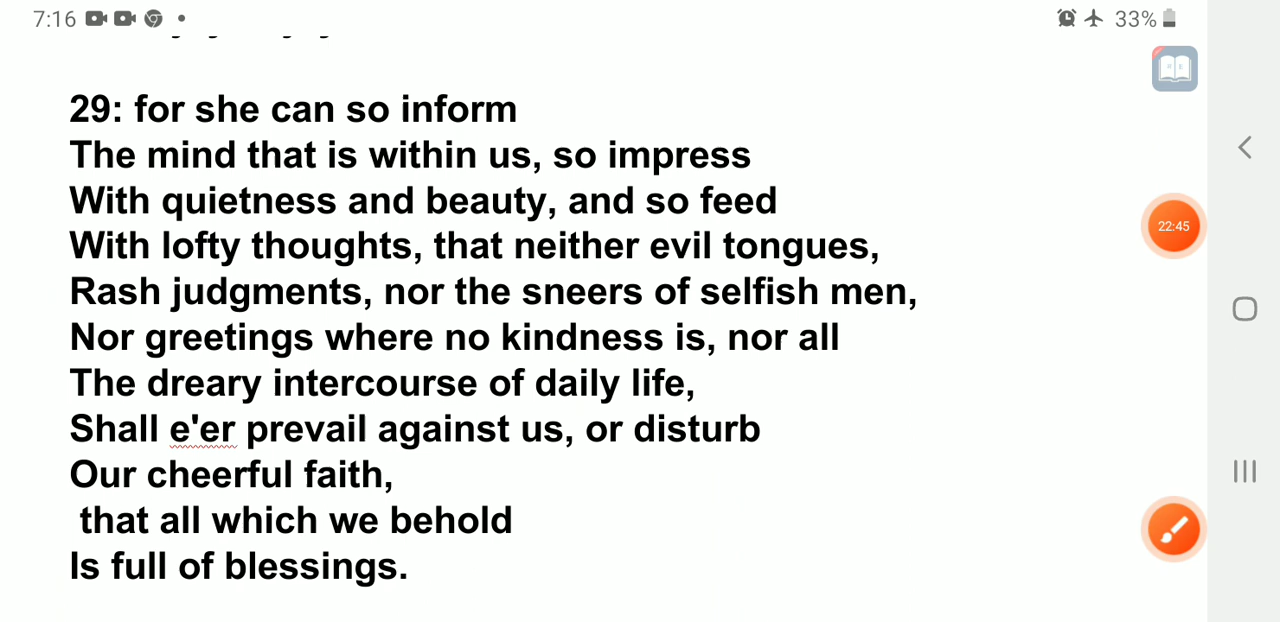 7:16
33%
29: for she can so inform
The mind that is within us, so impress
With quietness and beauty, and so feed
With lofty thoughts, that neither evil tongues,
22:45
Rash judgments, nor the sneers of selfish men,
Nor greetings where no kindness is, nor all
The dreary intercourse of daily life,
Shall e'er prevail against us, or disturb
Our cheerful faith,
that all which we behold
Is full of blessings.